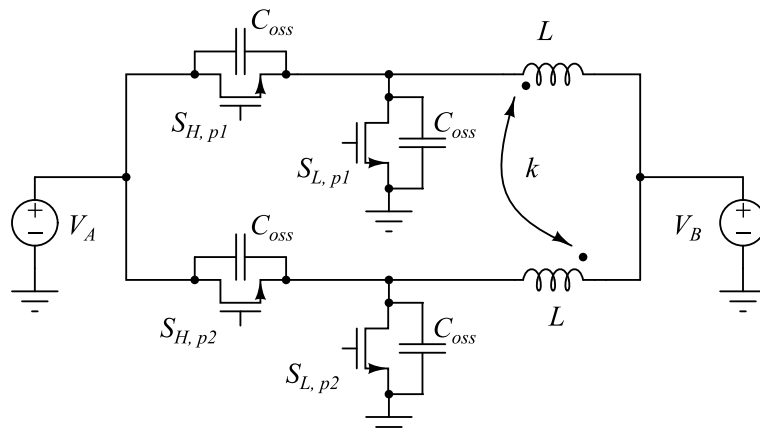 C_oss
L
S_H, p1
C_oss
S_L, p1
k
+
−
V_A
C_oss
V_B
+
−
S_H, p2
L
C_oss
S_L, p2